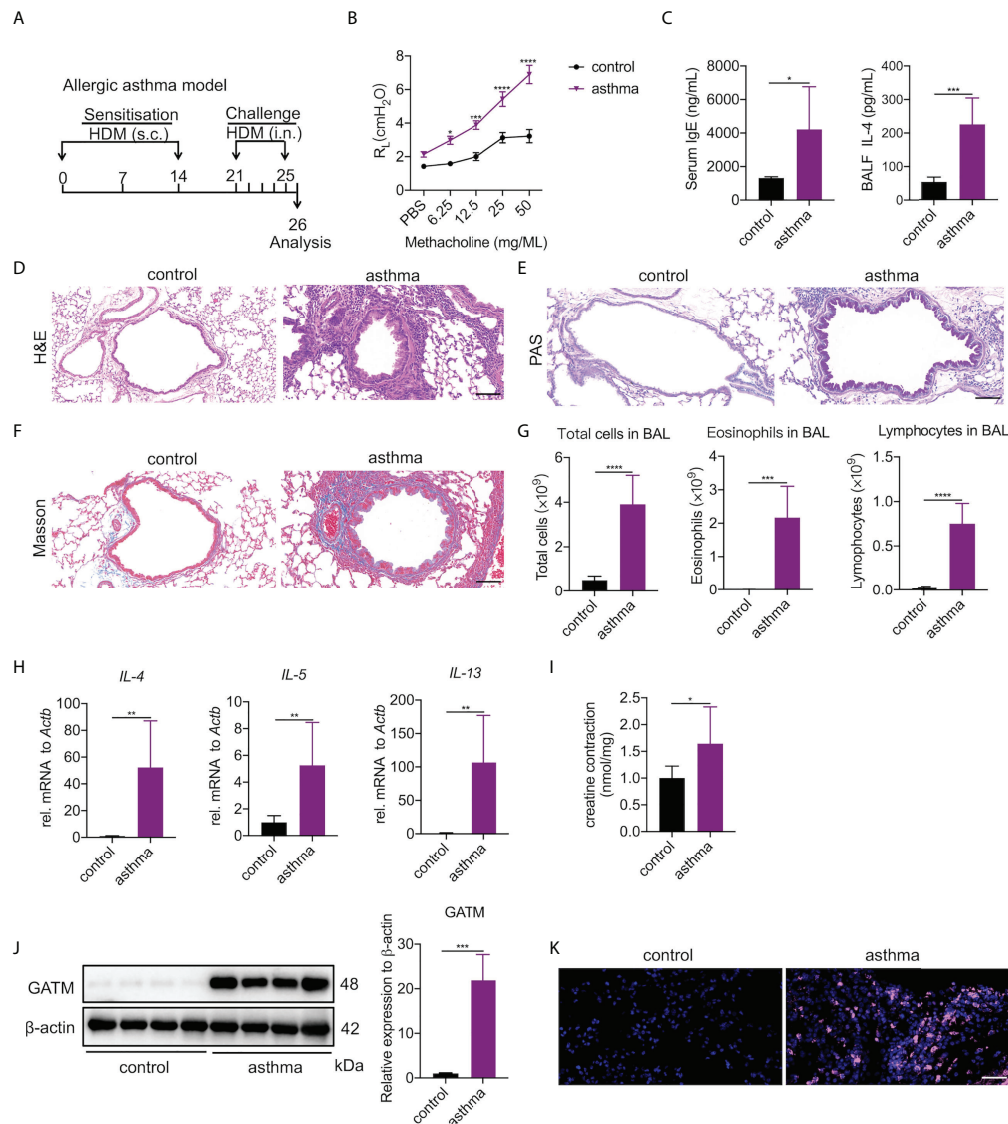 A
Allergic asthma model
Sensitisation
HDM (s.c.)
Challenge
HDM (i.n.)
0 7 14 21 25
26
Analysis
B
R_L(cmH₂O)
8
6
4
2
0
* *** **** ****
PBS 6.25 12.5 25 50
Methacholine (mg/ML)
control
asthma
C
Serum IgE (ng/mL)
8000
6000
4000
2000
0
*
control asthma
BALF IL-4 (pg/mL)
400
300
200
100
0
***
control asthma
D
control asthma
H&E
E
control asthma
PAS
F
control asthma
Masson
G
Total cells in BAL
Total cells (×10⁹)
6
4
2
0
****
control asthma
Eosinophils in BAL
Eosinophils (×10⁹)
4
3
2
1
0
***
control asthma
Lymphocytes in BAL
Lymophocytes (×10⁹)
1.5
1.0
0.5
0.0
****
control asthma
H
IL-4
rel. mRNA to Actb
100
80
60
40
20
0
**
control asthma
IL-5
rel. mRNA to Actb
10
8
6
4
2
0
**
control asthma
IL-13
rel. mRNA to Actb
200
150
100
50
0
**
control asthma
I
creatine contraction
(nmol/mg)
2.5
2.0
1.5
1.0
0.5
0.0
*
control asthma
J
GATM 48
β-actin 42
control asthma kDa
GATM
Relative expression to β-actin
30
20
10
0
***
control asthma
K
control asthma